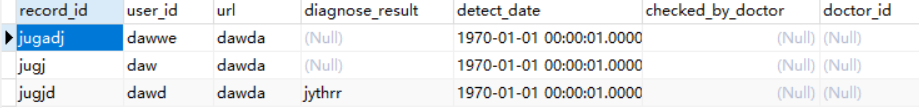 record_id user_id url diagnose_result detect_date checked_by_doctor doctor_id
jugadj dawwe dawda (Null) 1970-01-01 00:00:01.0000 (Null) (Null)
jugj daw dawda (Null) 1970-01-01 00:00:01.0000 (Null) (Null)
jugjd dawd dawda jythrr 1970-01-01 00:00:01.0000 (Null) (Null)